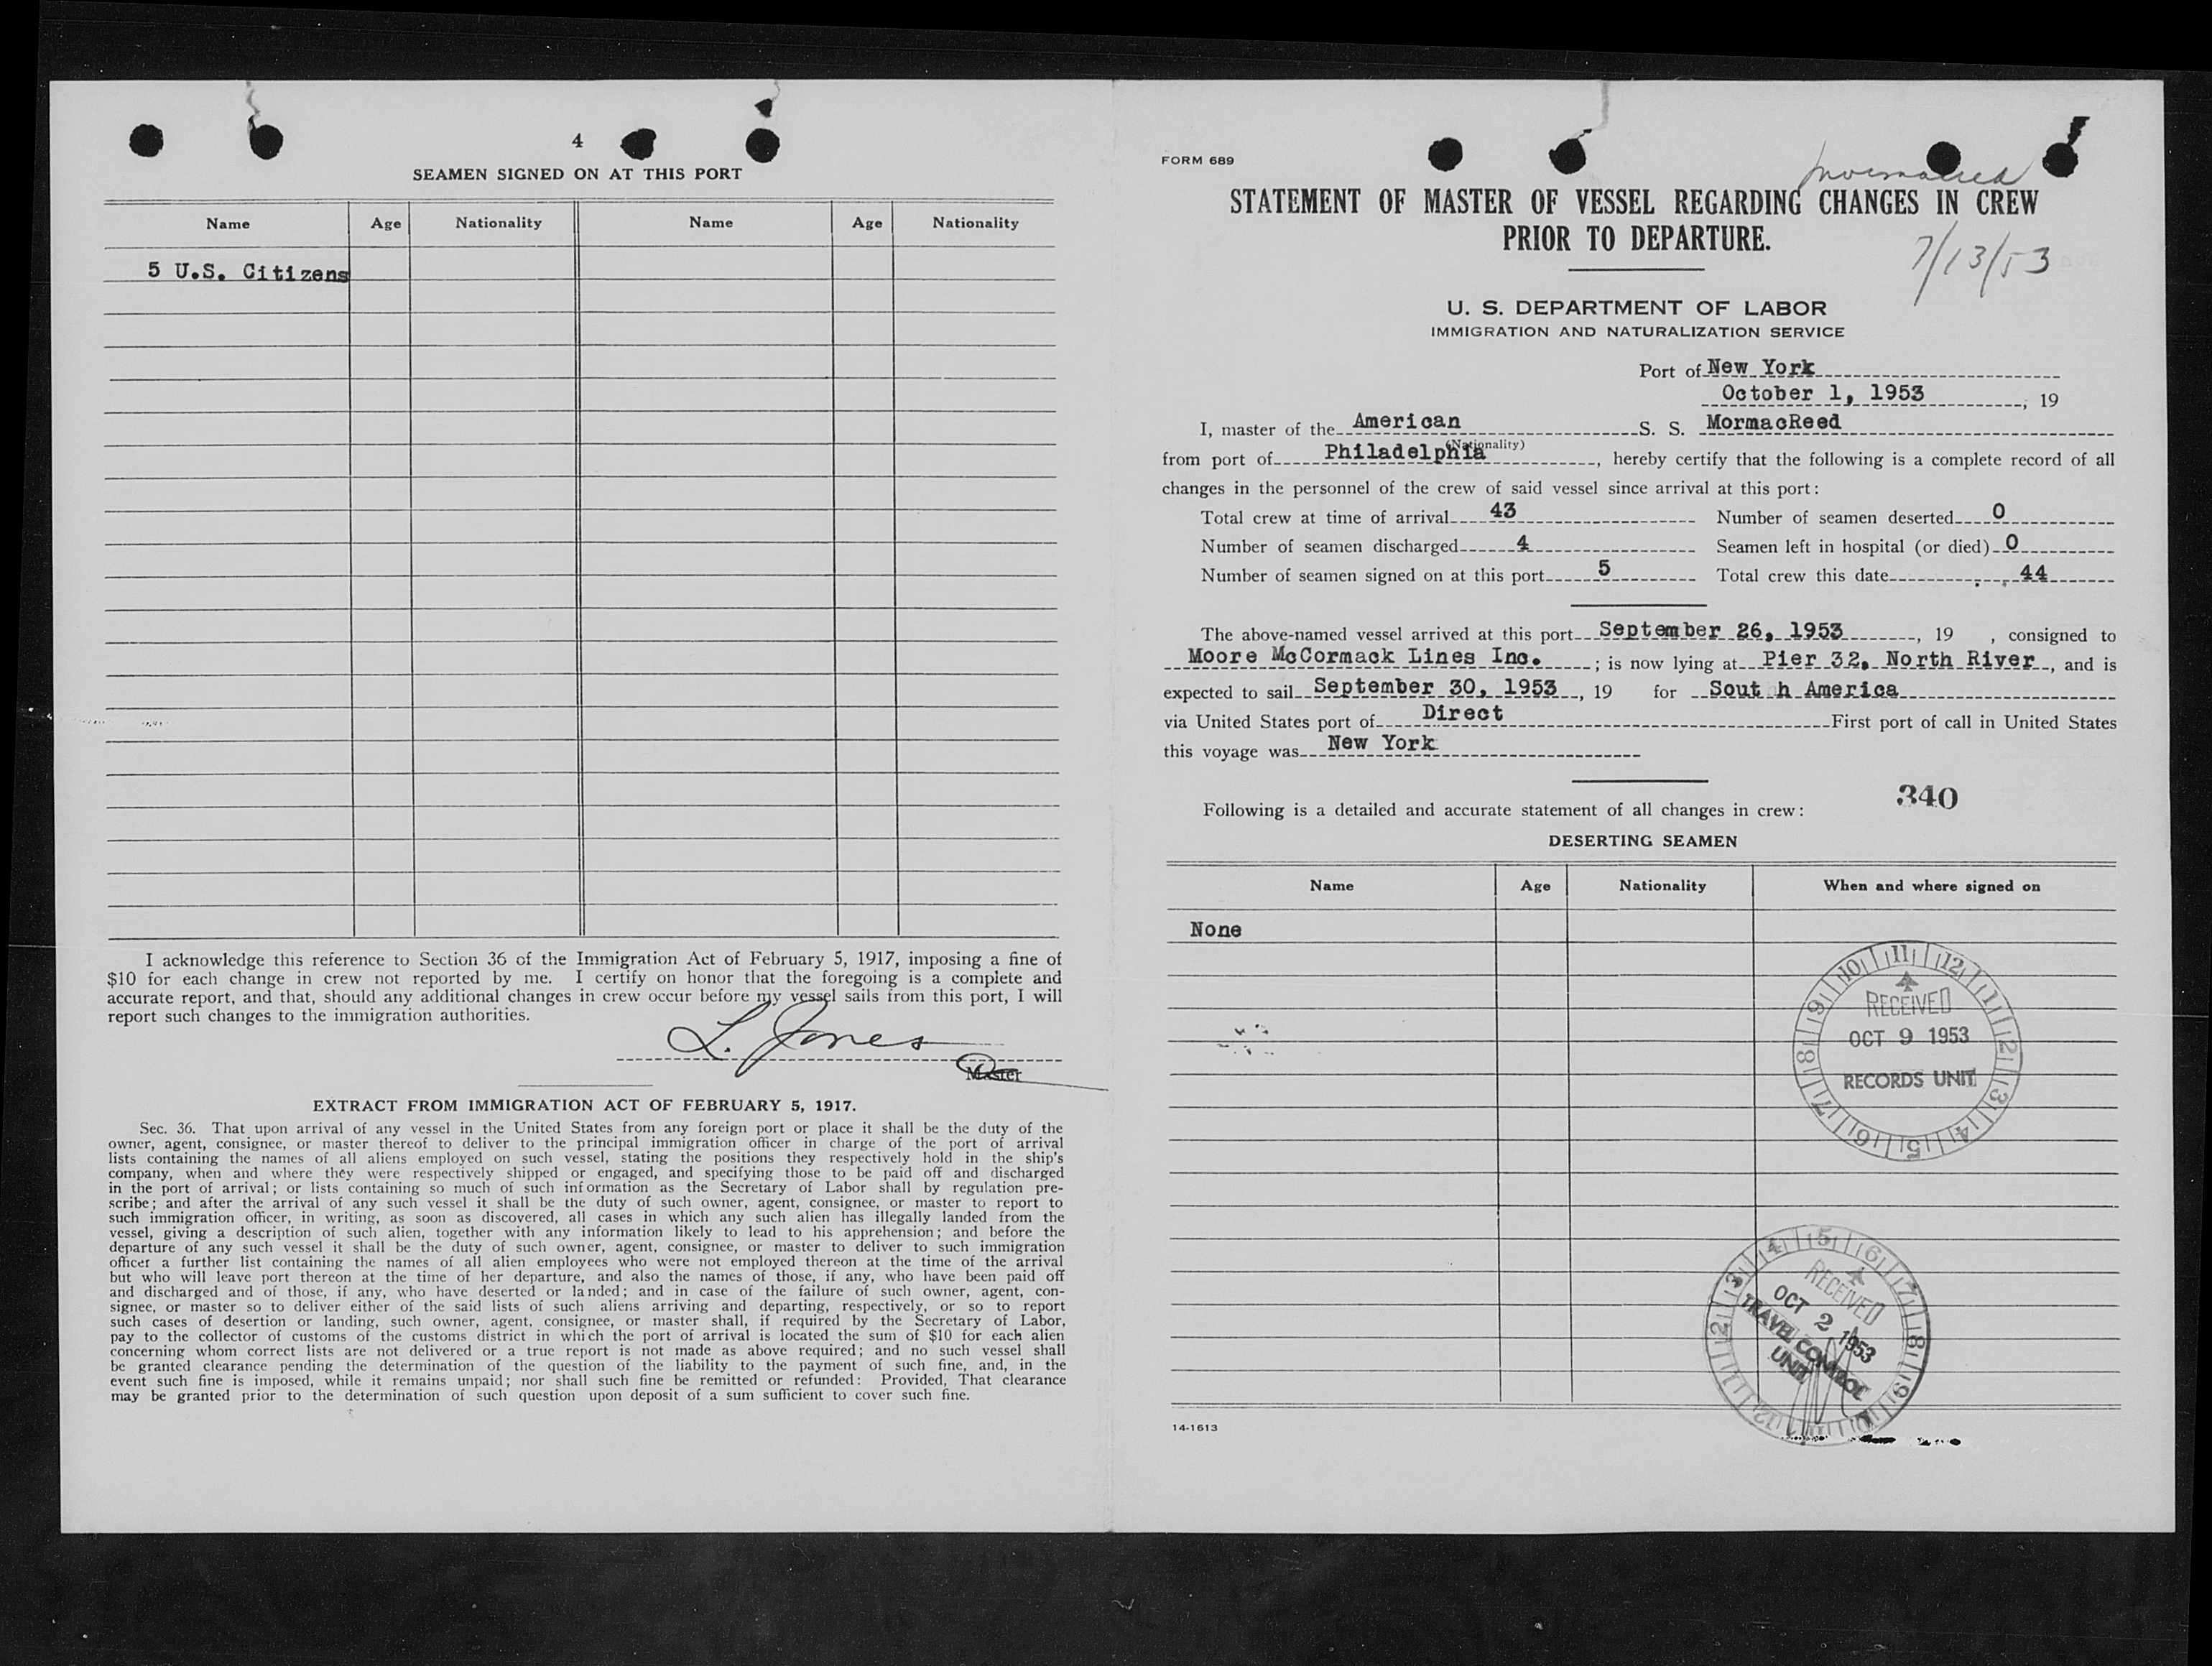 4
SEAMEN SIGNED ON AT THIS PORT
Name Age Nationality Name Age Nationality
5 U.S. Citizens
I acknowledge this reference to Section 36 of the Immigration Act of February 5, 1917, imposing a fine of
$10 for each change in crew not reported by me. I certify on honor that the foregoing is a complete and
accurate report, and that, should any additional changes in crew occur before my vessel sails from this port, I will
report such changes to the immigration authorities.
L. Jones
Master
EXTRACT FROM IMMIGRATION ACT OF FEBRUARY 5, 1917.
Sec. 36. That upon arrival of any vessel in the United States from any foreign port or place it shall be the duty of the
owner, agent, consignee, or master thereof to deliver to the principal immigration officer in charge of the port of arrival
lists containing the names of all aliens employed on such vessel, stating the positions they respectively hold in the ship's
company, when and where they were respectively shipped or engaged, and specifying those to be paid off and discharged
in the port of arrival; or lists containing so much of such information as the Secretary of Labor shall by regulation pre-
scribe; and after the arrival of any such vessel it shall be the duty of such owner, agent, consignee, or master to report to
such immigration officer, in writing, as soon as discovered, all cases in which any such alien has illegally landed from the
vessel, giving a description of such alien, together with any information likely to lead to his apprehension; and before the
departure of any such vessel it shall be the duty of such owner, agent, consignee, or master to deliver to such immigration
officer a further list containing the names of all alien employees who were not employed thereon at the time of the arrival
but who will leave port thereon at the time of her departure, and also the names of those, if any, who have been paid off
and discharged and of those, if any, who have deserted or landed; and in case of the failure of such owner, agent, con-
signee, or master so to deliver either of the said lists of such aliens arriving and departing, respectively, or so to report
such cases of desertion or landing, such owner, agent, consignee, or master shall, if required by the Secretary of Labor,
pay to the collector of customs of the customs district in which the port of arrival is located the sum of $10 for each alien
concerning whom correct lists are not delivered or a true report is not made as above required; and no such vessel shall
be granted clearance pending the determination of the question of the liability to the payment of such fine, and, in the
event such fine is imposed, while it remains unpaid; nor shall such fine be remitted or refunded: Provided, That clearance
may be granted prior to the determination of such question upon deposit of a sum sufficient to cover such fine.
FORM 689
STATEMENT OF MASTER OF VESSEL REGARDING CHANGES IN CREW
PRIOR TO DEPARTURE.
7/13/53
U. S. DEPARTMENT OF LABOR
IMMIGRATION AND NATURALIZATION SERVICE
Port of New York
October 1, 1953, 19
I, master of the American S. S. MormacReed
(Nationality)
from port of Philadelphia, hereby certify that the following is a complete record of all
changes in the personnel of the crew of said vessel since arrival at this port:
Total crew at time of arrival 43 Number of seamen deserted 0
Number of seamen discharged 4 Seamen left in hospital (or died) 0
Number of seamen signed on at this port 5 Total crew this date 44
The above-named vessel arrived at this port September 26, 1953, 19 , consigned to
Moore McCormack Lines Inc. ; is now lying at Pier 32, North River, and is
expected to sail September 30, 1953, 19 for Sout h America
via United States port of Direct First port of call in United States
this voyage was New York
340
Following is a detailed and accurate statement of all changes in crew:
DESERTING SEAMEN
Name Age Nationality When and where signed on
None
10 11 12 1 2 3 4 5 6 7 8 9
RECEIVED
OCT 9 1953
RECORDS UNIT
4 5 6 7 8 9 10 11 12 1 2 3
RECEIVED
OCT 2 1953
TRAVEL CONTROL
UNIT
14-1613